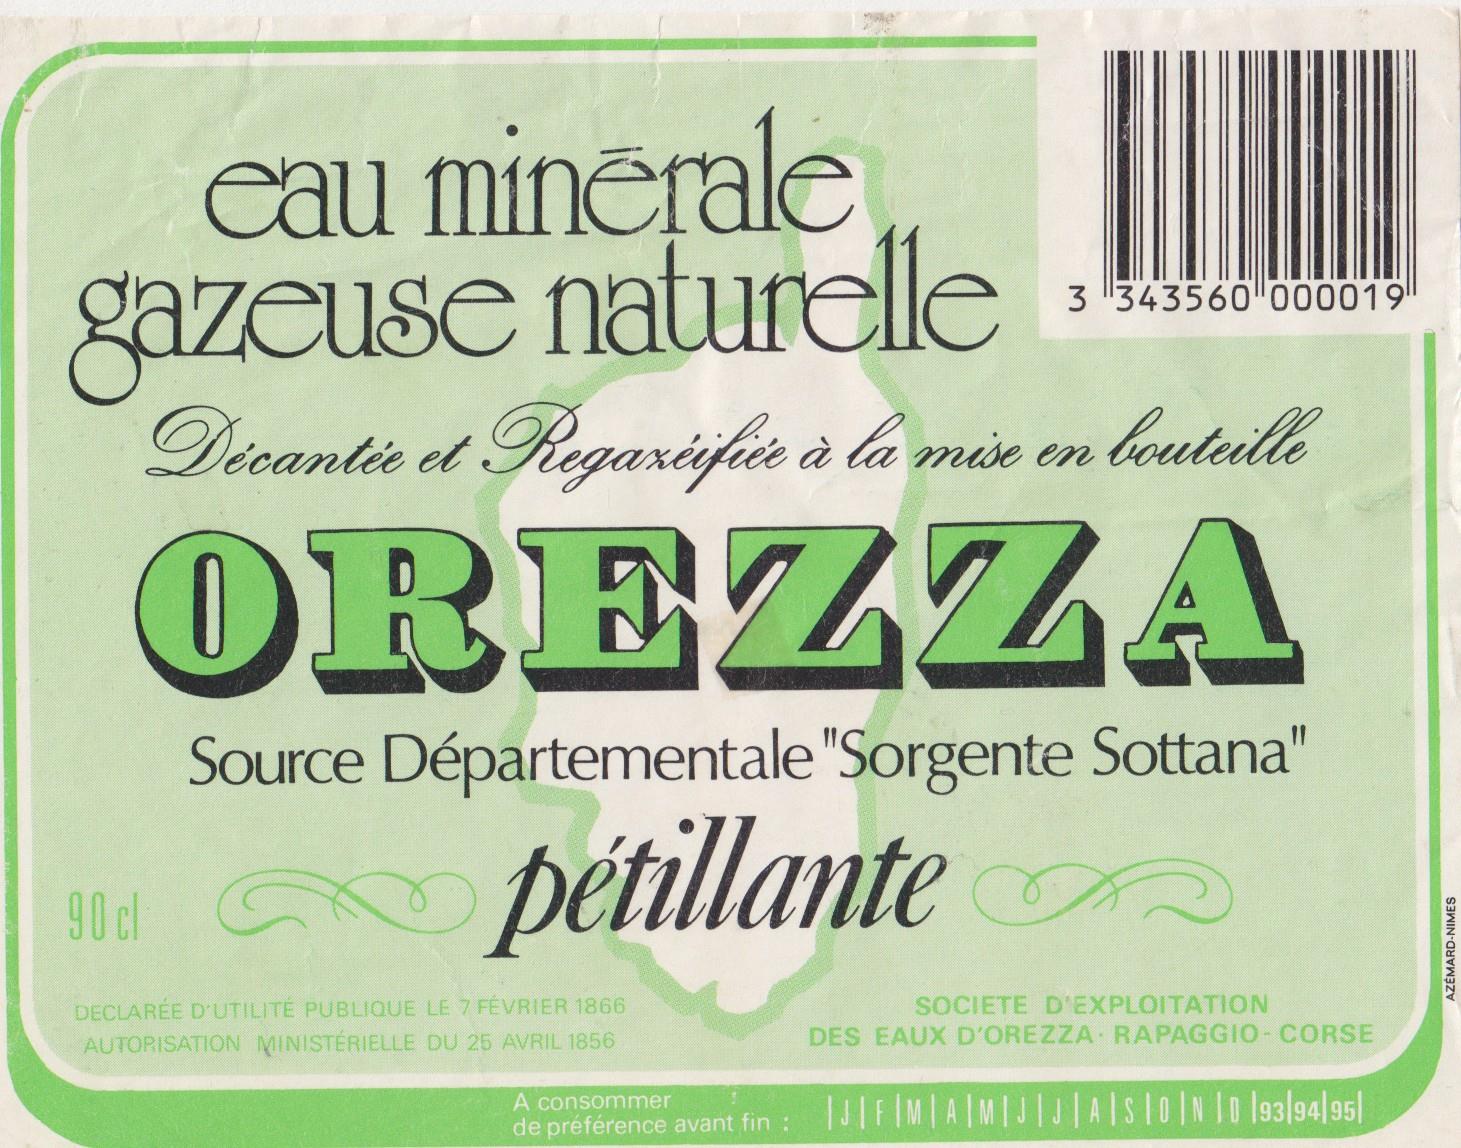 eau minérale
gazeuse naturelle
3 343560 000019
Décantée et Regazéifiée à la mise en bouteille
OREZZA
Source Départementale "Sorgente Sottana"
pétillante
90 cl
DECLARÉE D'UTILITÉ PUBLIQUE LE 7 FÉVRIER 1866
AUTORISATION MINISTÉRIELLE DU 25 AVRIL 1856
SOCIETE D'EXPLOITATION
DES EAUX D'OREZZA · RAPAGGIO - CORSE
AZÉMARD-NIMES
A consommer
de préférence avant fin : |J|F|M|A|M|J|J|A|S|O|N|D|93|94|95|